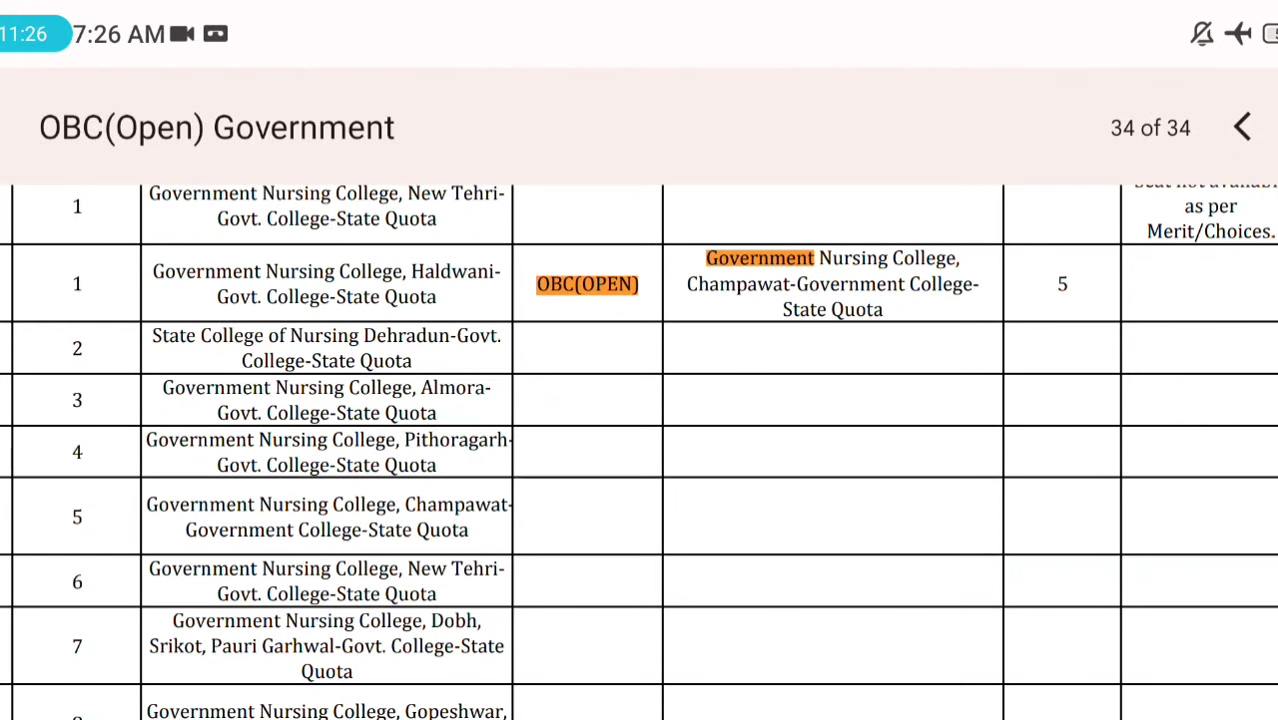 11:26 7:26 AM
OBC(Open) Government 34 of 34
1
Government Nursing College, New Tehri-
Govt. College-State Quota
as per
Merit/Choices.
1
Government Nursing College, Haldwani-
Govt. College-State Quota
OBC(OPEN)
Government Nursing College,
Champawat-Government College-
State Quota
5
2
State College of Nursing Dehradun-Govt.
College-State Quota
3
Government Nursing College, Almora-
Govt. College-State Quota
4
Government Nursing College, Pithoragarh-
Govt. College-State Quota
5
Government Nursing College, Champawat-
Government College-State Quota
6
Government Nursing College, New Tehri-
Govt. College-State Quota
7
Government Nursing College, Dobh,
Srikot, Pauri Garhwal-Govt. College-State
Quota
Government Nursing College, Gopeshwar,